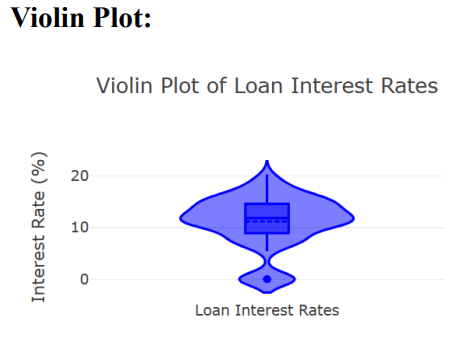 Violin Plot:
Violin Plot of Loan Interest Rates
Interest Rate (%)
20
10
0
Loan Interest Rates